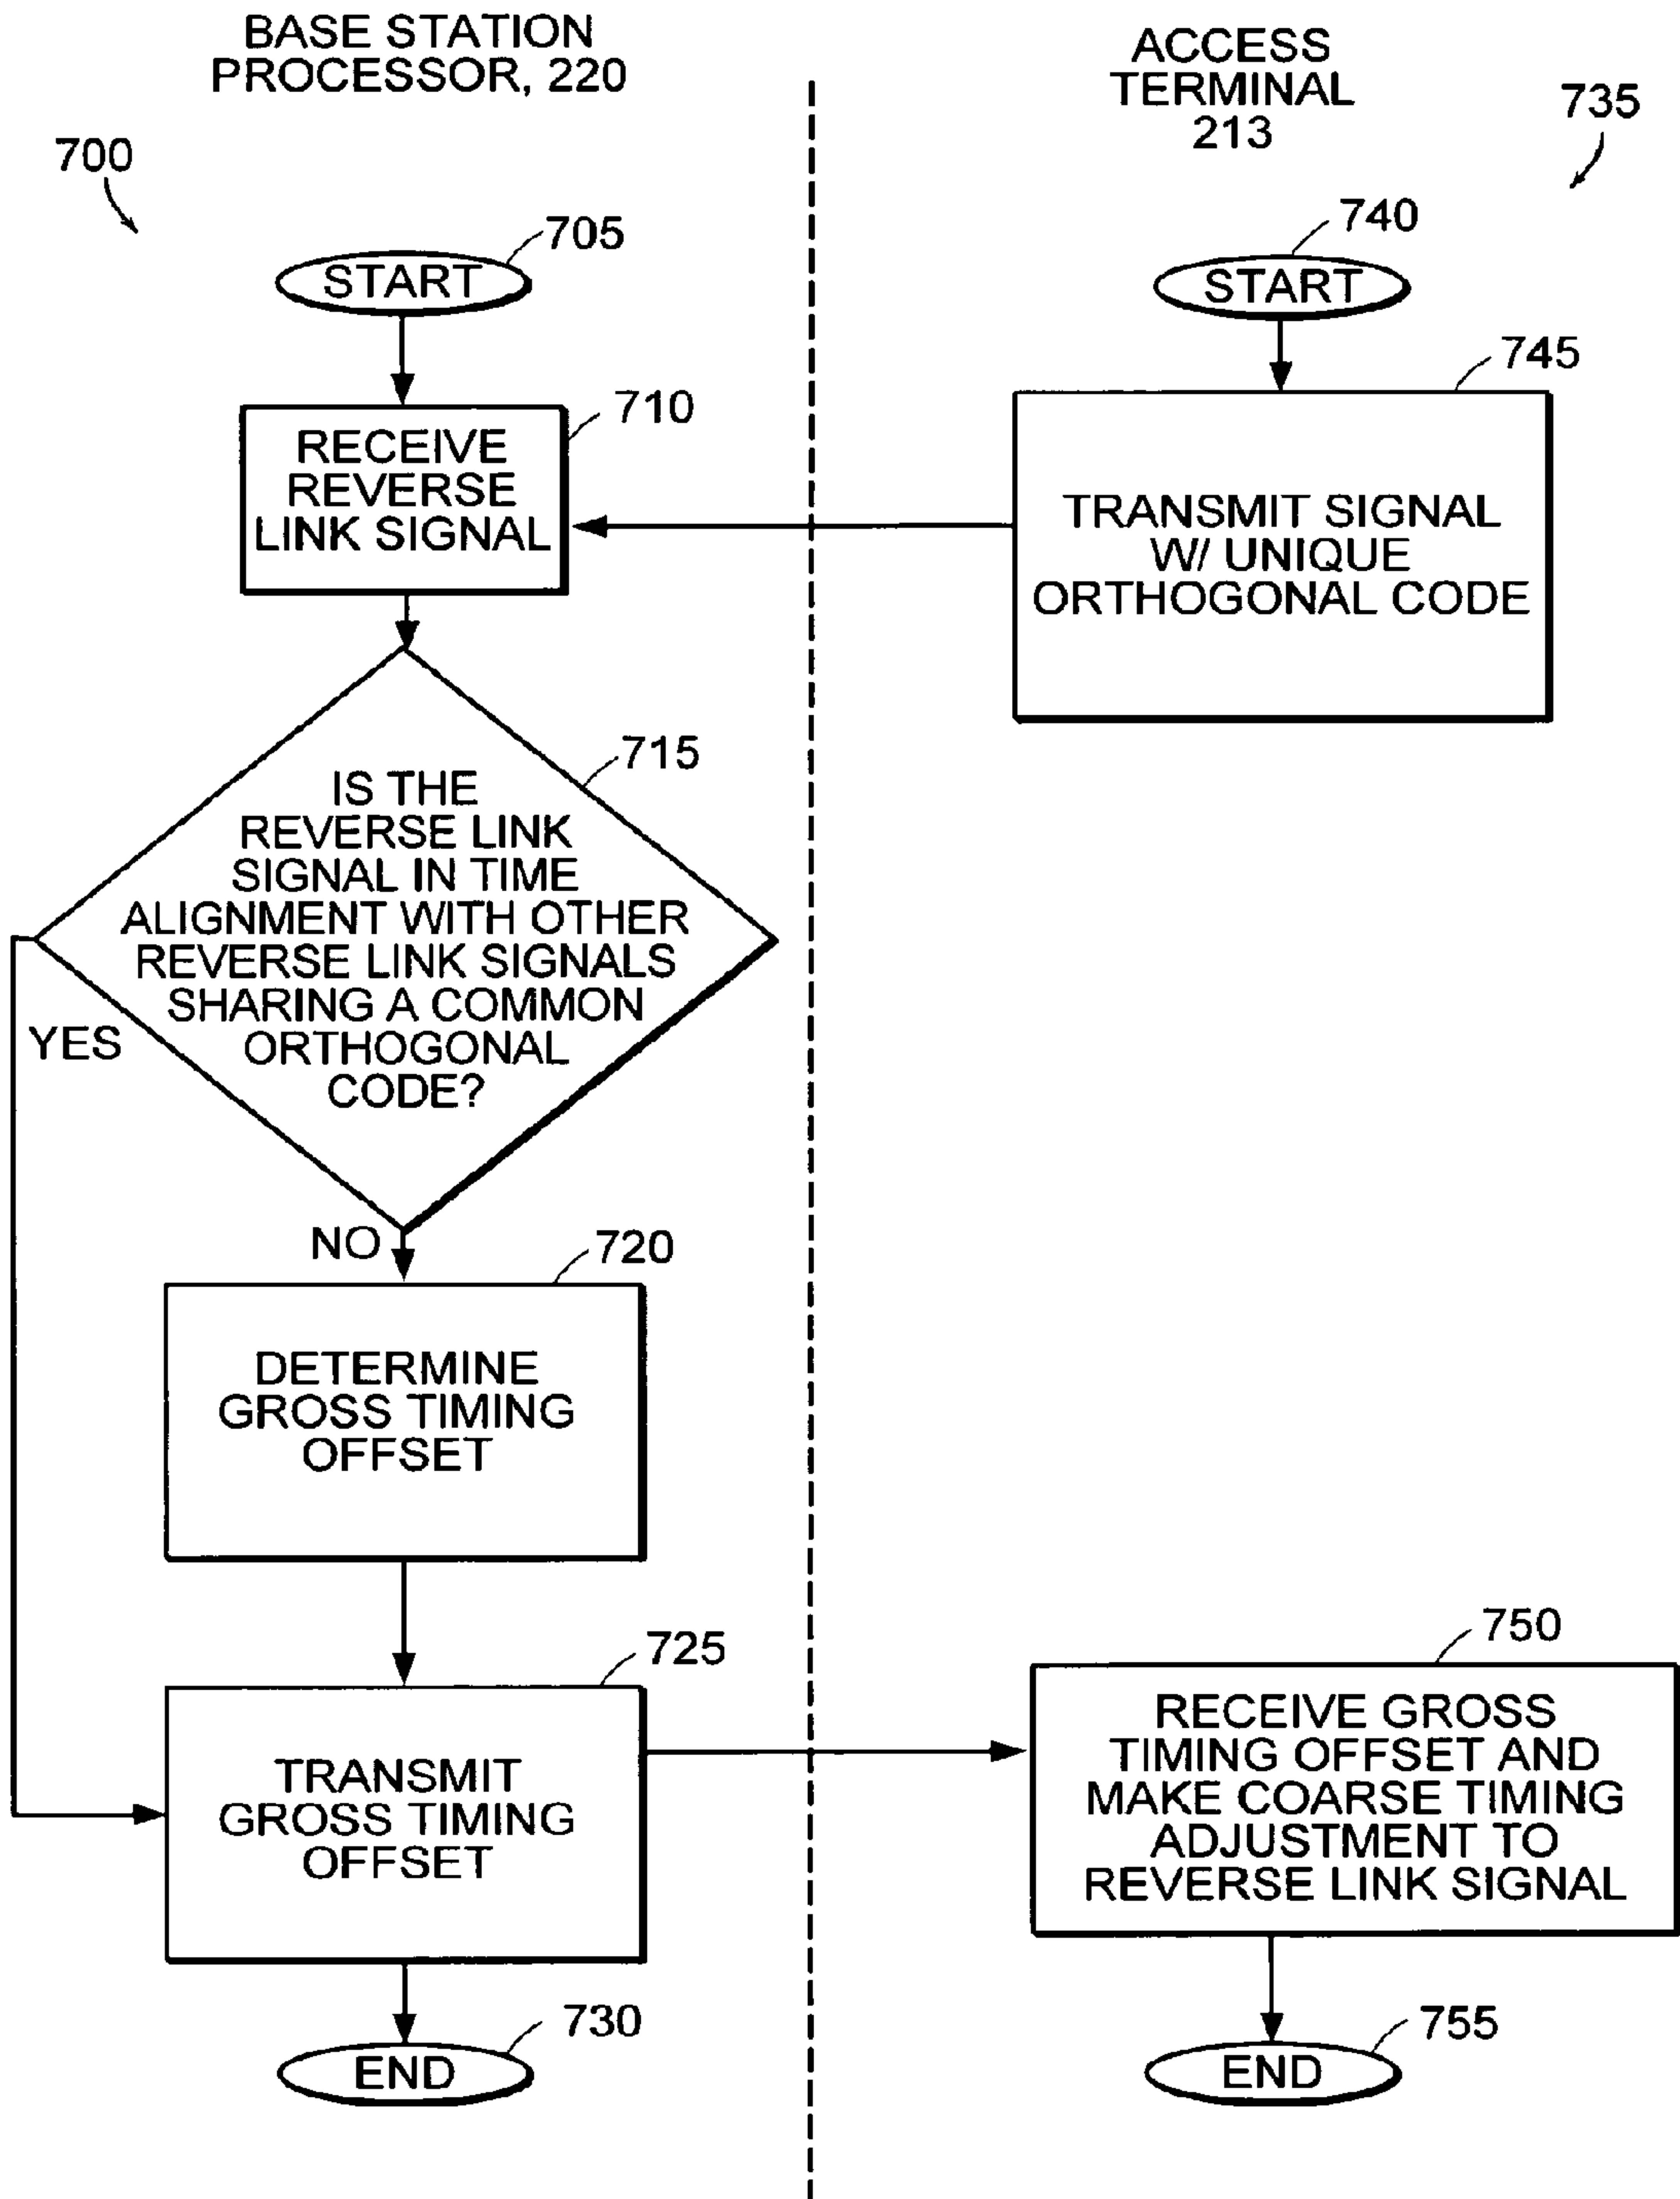 BASE STATION
PROCESSOR, 220
ACCESS
TERMINAL
213
735
700
705
START
740
START
710
RECEIVE
REVERSE
LINK SIGNAL
745
TRANSMIT SIGNAL
W/ UNIQUE
ORTHOGONAL CODE
715
IS THE
REVERSE LINK
SIGNAL IN TIME
ALIGNMENT WITH OTHER
REVERSE LINK SIGNALS
SHARING A COMMON
ORTHOGONAL
CODE?
YES
NO
720
DETERMINE
GROSS TIMING
OFFSET
725
TRANSMIT
GROSS TIMING
OFFSET
750
RECEIVE GROSS
TIMING OFFSET AND
MAKE COARSE TIMING
ADJUSTMENT TO
REVERSE LINK SIGNAL
730
END
755
END